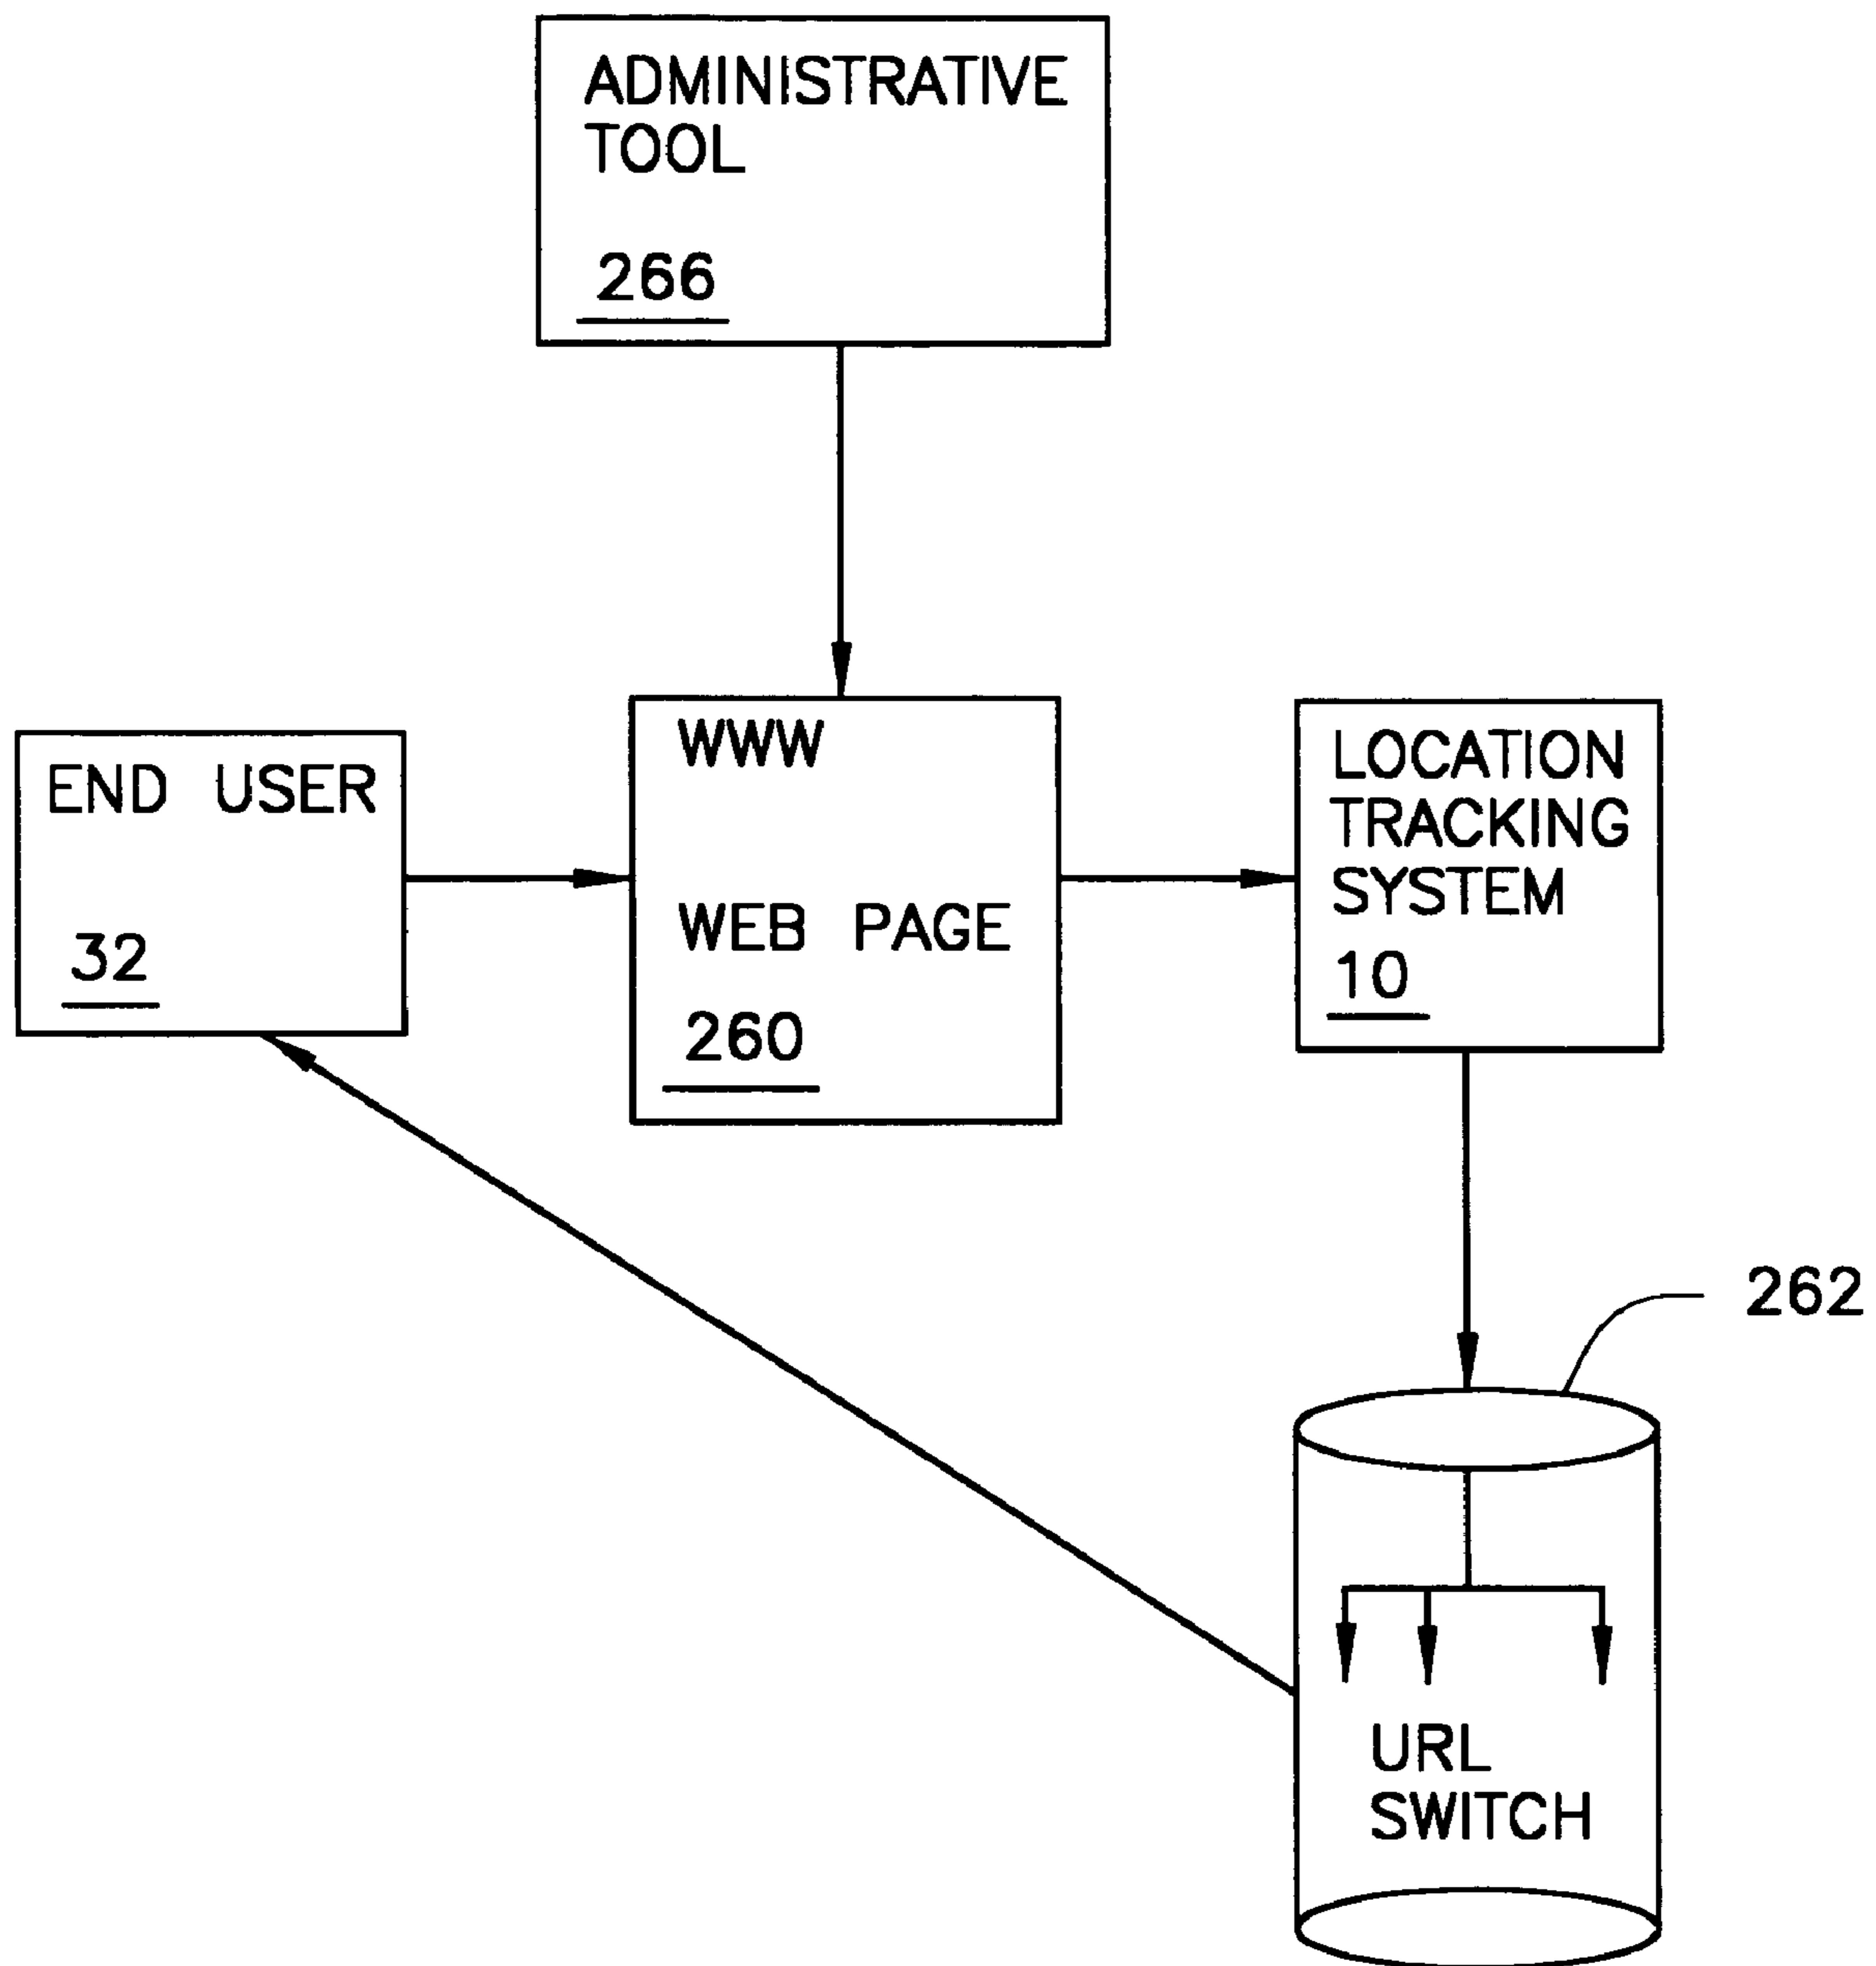 ADMINISTRATIVE
TOOL
266
END USER
32
WWW
WEB PAGE
260
LOCATION
TRACKING
SYSTEM
10
262
URL
SWITCH